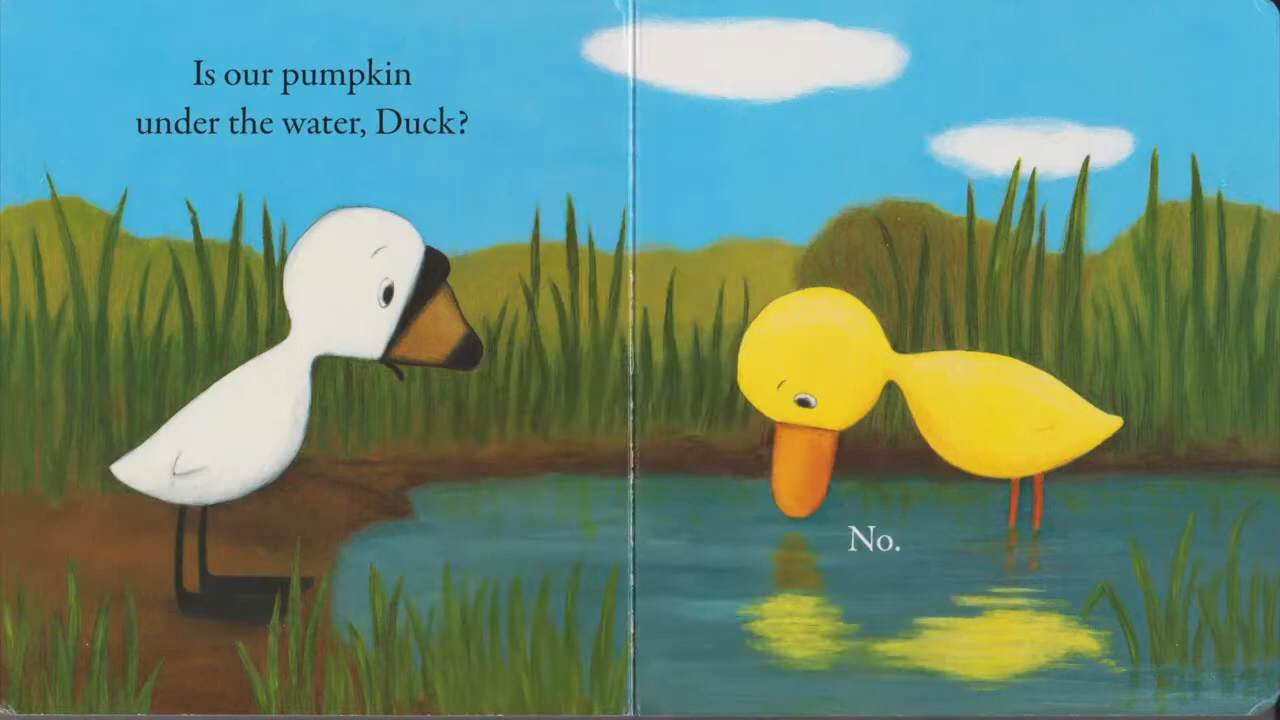 Is our pumpkin
under the water, Duck?
No.